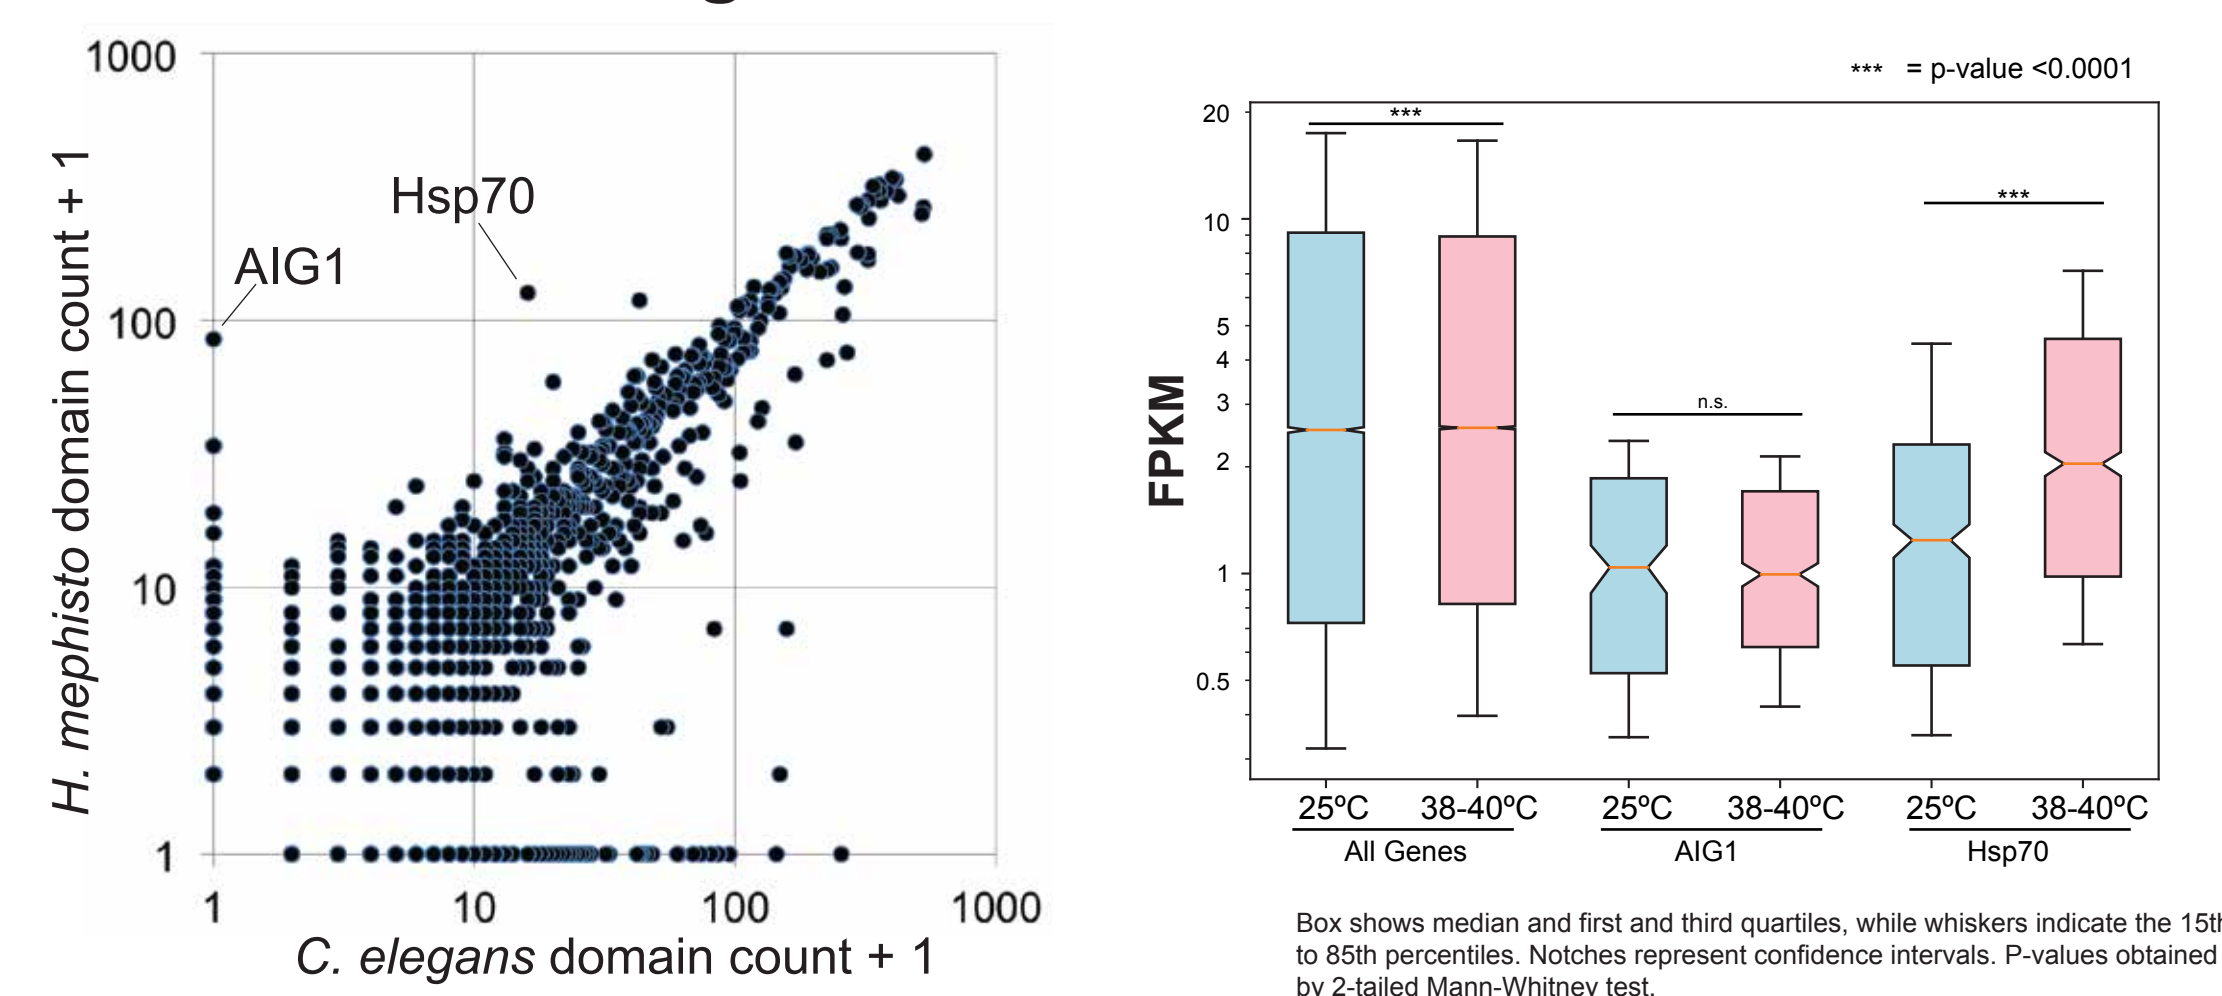 1000
100
10
1
H. mephisto domain count + 1
AIG1
Hsp70
1
10
100
1000
C. elegans domain count + 1
*** = p-value <0.0001
FPKM
20
10
5
4
3
2
1
0.5
***
n.s.
***
25ºC 38-40ºC 25ºC 38-40ºC 25ºC 38-40ºC
All Genes AIG1 Hsp70
Box shows median and first and third quartiles, while whiskers indicate the 15th
to 85th percentiles. Notches represent confidence intervals. P-values obtained
by 2-tailed Mann-Whitney test.